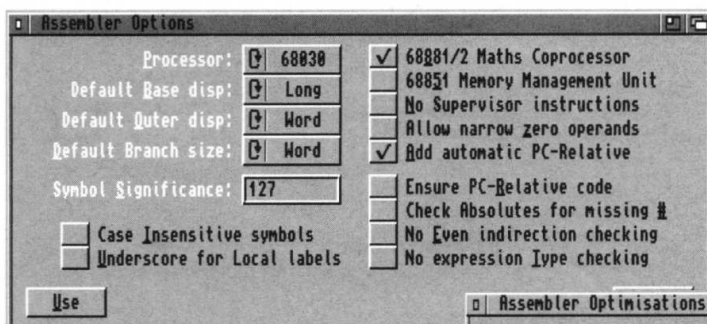 Assembler Options
Processor: 68030
Default Base disp: Long
Default Outer disp: Word
Default Branch size: Word
Symbol Significance: 127
Case Insensitive symbols
Underscore for Local labels
68881/2 Maths Coprocessor
68851 Memory Management Unit
No Supervisor instructions
Allow narrow zero operands
Add automatic PC-Relative
Ensure PC-Relative code
Check Absolutes for missing #
No Even indirection checking
No expression Type checking
Use
Assembler Optimisations